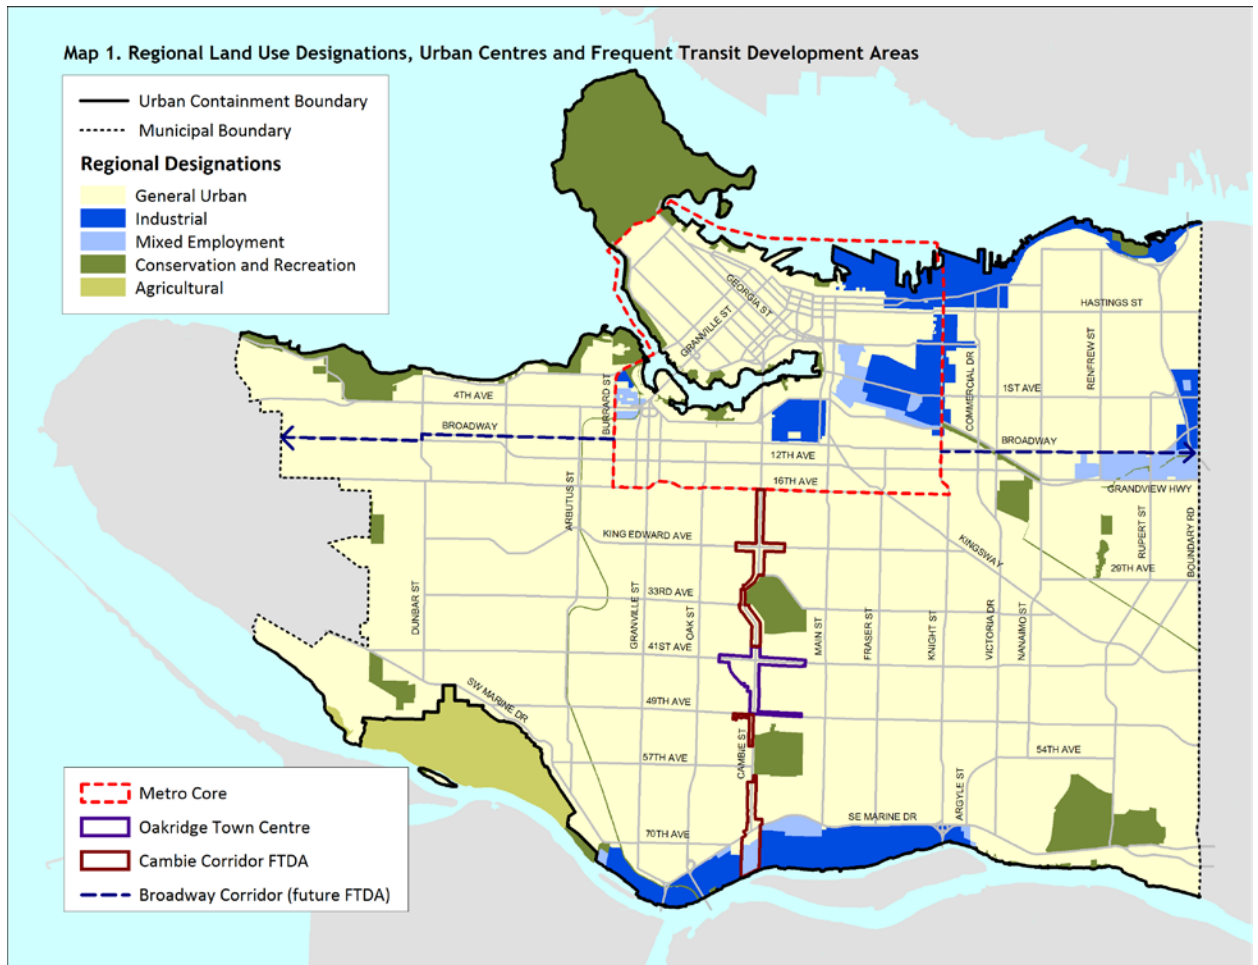 Map 1. Regional Land Use Designations, Urban Centres and Frequent Transit Development Areas
Urban Containment Boundary
Municipal Boundary
Regional Designations
General Urban
Industrial
Mixed Employment
Conservation and Recreation
Agricultural
GEORGIA ST
GRANVILLE ST
HASTINGS ST
RENFREW ST
COMMERCIAL DR
1ST AVE
BURRARD ST
4TH AVE
BROADWAY
BROADWAY
12TH AVE
16TH AVE
GRANDVIEW HWY
ARBUTUS ST
KING EDWARD AVE
KINGSWAY
RUPERT ST
BOUNDARY RD
29TH AVE
DUNBAR ST
33RD AVE
GRANVILLE ST
OAK ST
MAIN ST
FRASER ST
KNIGHT ST
VICTORIA DR
NANAIMO ST
41ST AVE
SW MARINE DR
49TH AVE
CAMBIE ST
57TH AVE
54TH AVE
ARGYLE ST
SE MARINE DR
70TH AVE
Metro Core
Oakridge Town Centre
Cambie Corridor FTDA
Broadway Corridor (future FTDA)